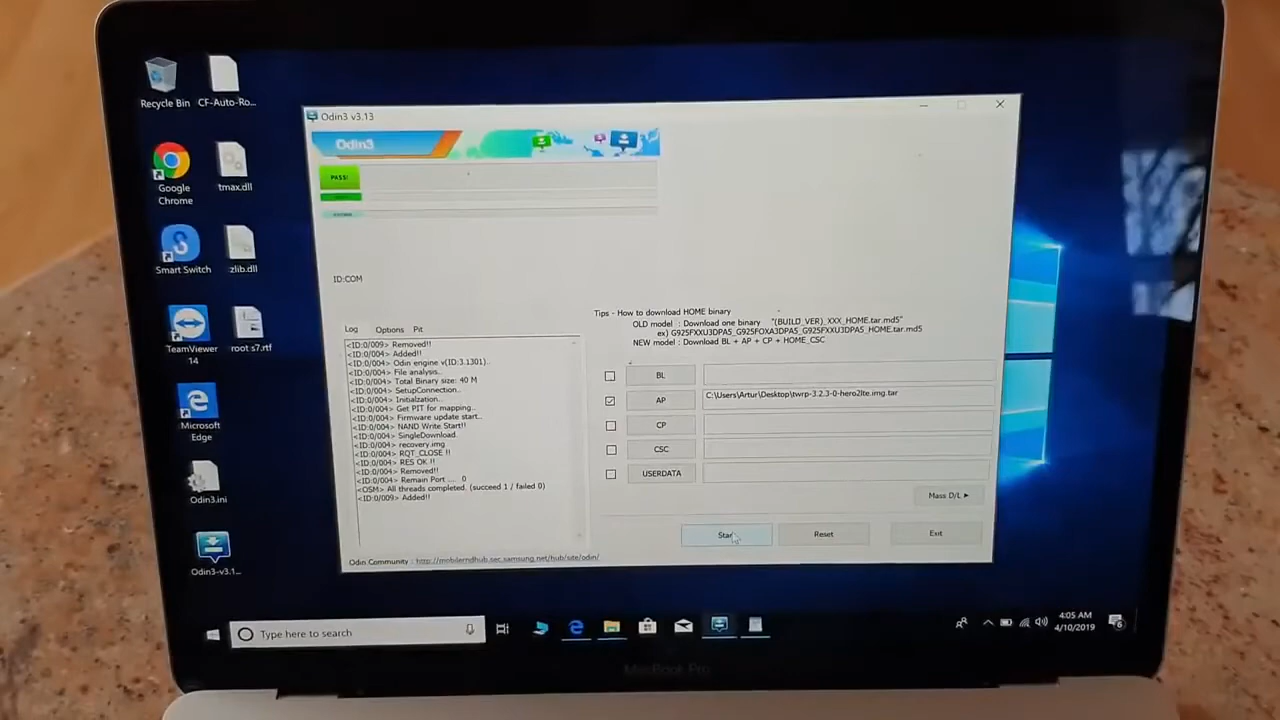 Recycle Bin
CF-Auto-Ro...
Google
Chrome
tmax.dll
Smart Switch
zlib.dll
TeamViewer
14
root s7.rtf
Microsoft
Edge
Odin3.ini
Odin3-v3.1...
Odin3 v3.13
Odin3
PASS!
ID:COM
Log
Options
Pit
<ID:0/009> Removed!!
<ID:0/004> Added!!
<ID:0/004> Odin engine v(ID:3.1301)..
<ID:0/004> File analysis..
<ID:0/004> Total Binary size: 40 M
<ID:0/004> SetupConnection..
<ID:0/004> Initialzation..
<ID:0/004> Get PIT for mapping..
<ID:0/004> Firmware update start..
<ID:0/004> NAND Write Start!!
<ID:0/004> SingleDownload.
<ID:0/004> recovery.img
<ID:0/004> RQT_CLOSE !!
<ID:0/004> RES OK !!
<ID:0/004> Removed!!
<ID:0/004> Remain Port .... 0
<OSM> All threads completed. (succeed 1 / failed 0)
<ID:0/009> Added!!
Tips - How to download HOME binary
OLD model : Download one binary "(BUILD_VER)_XXX_HOME.tar.md5"
ex) G925FXXU3DPA5_G925FOXA3DPA5_G925FXXU3DPA5_HOME.tar.md5
NEW model : Download BL + AP + CP + HOME_CSC
BL
AP
C:\Users\Artur\Desktop\twrp-3.2.3-0-hero2lte.img.tar
CP
CSC
USERDATA
Mass D/L ▶
Start
Reset
Exit
Odin Community : http://mobilerndhub.sec.samsung.net/hub/site/odin/
Type here to search
4:05 AM
4/10/2019
6
MacBook Pro